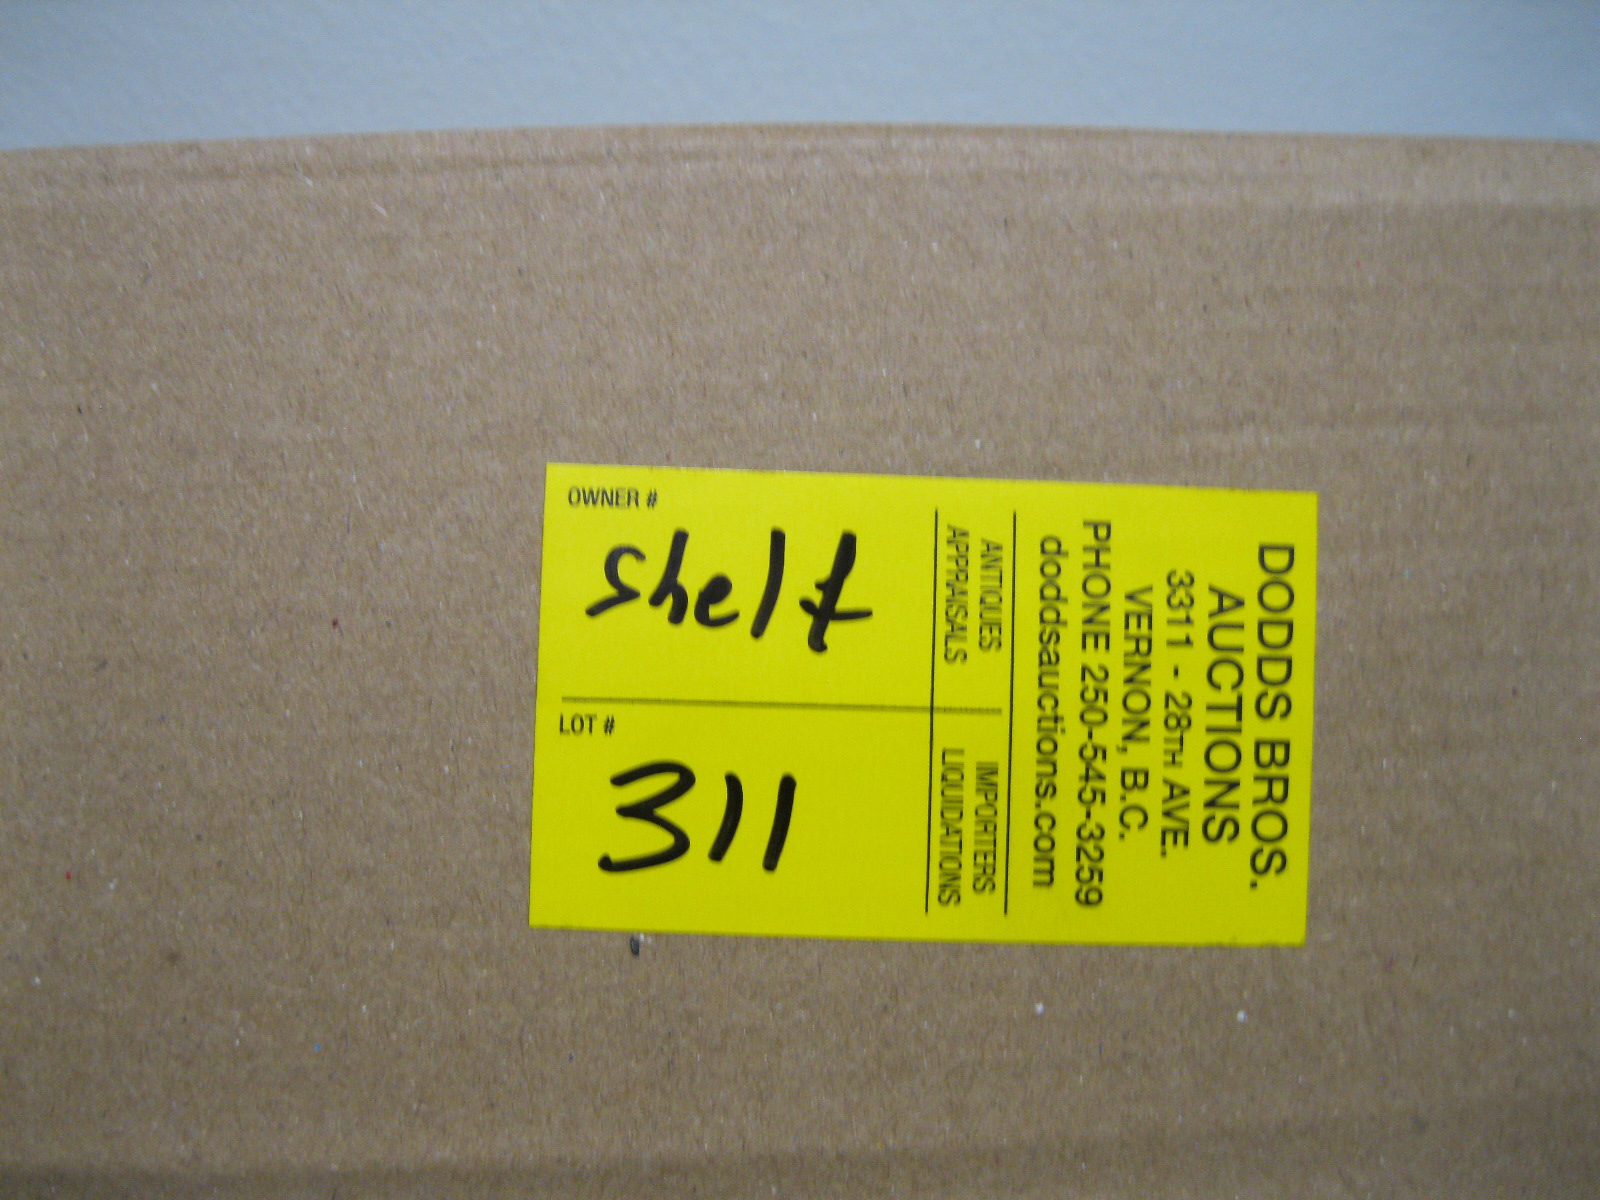 DODDS BROS.
AUCTIONS
3311 - 28TH AVE.
VERNON, B.C.
PHONE 250-545-3259
doddsauctions.com
ANTIQUES
APPRAISALS
IMPORTERS
LIQUIDATIONS
OWNER #
shelf
LOT #
311